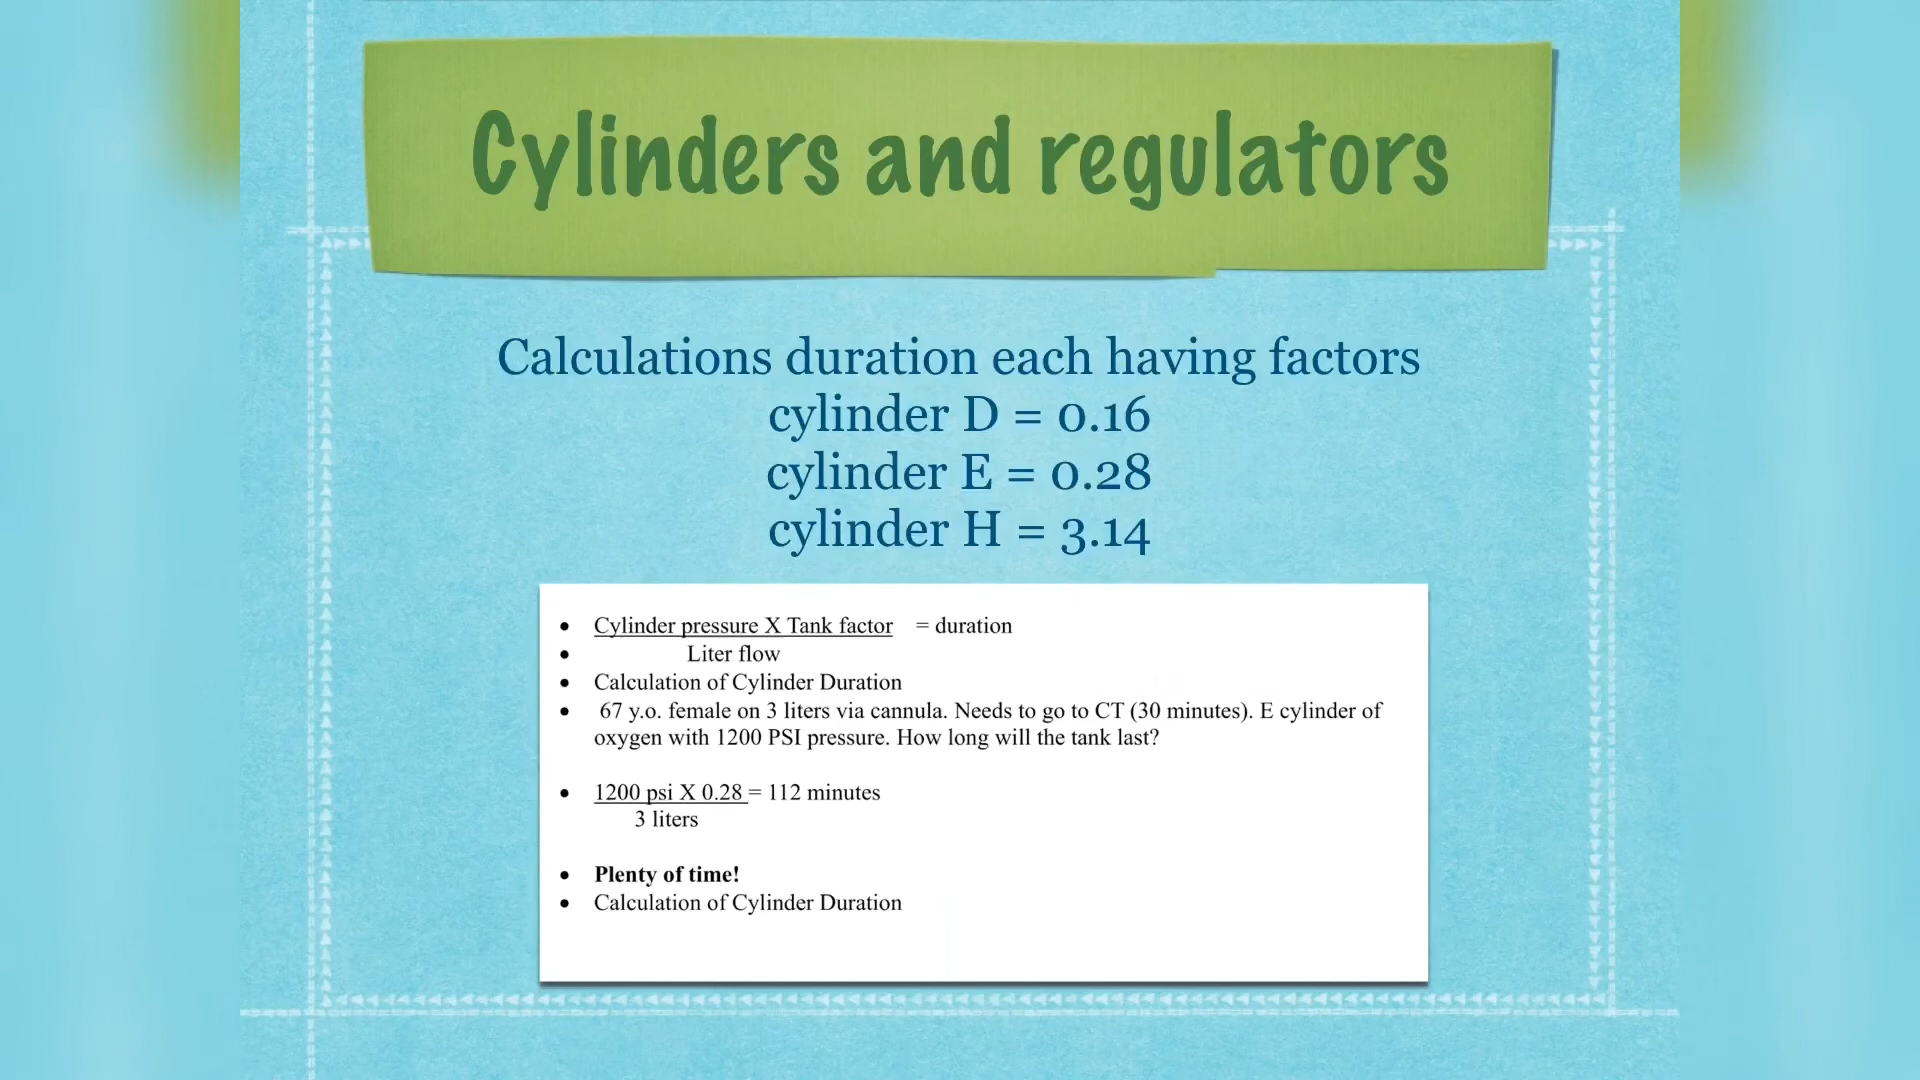 Cylinders and regulators
Calculations duration each having factors
cylinder D = 0.16
cylinder E = 0.28
cylinder H = 3.14
• Cylinder pressure X Tank factor = duration
• Liter flow
• Calculation of Cylinder Duration
• 67 y.o. female on 3 liters via cannula. Needs to go to CT (30 minutes). E cylinder of
oxygen with 1200 PSI pressure. How long will the tank last?
• 1200 psi X 0.28 = 112 minutes
3 liters
• Plenty of time!
• Calculation of Cylinder Duration